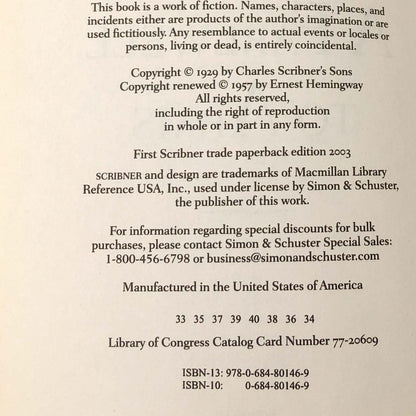 This book is a work of fiction. Names, characters, places, and
incidents either are products of the author's imagination or are
used fictitiously. Any resemblance to actual events or locales or
persons, living or dead, is entirely coincidental.
Copyright © 1929 by Charles Scribner's Sons
Copyright renewed © 1957 by Ernest Hemingway
All rights reserved,
including the right of reproduction
in whole or in part in any form.
First Scribner trade paperback edition 2003
SCRIBNER and design are trademarks of Macmillan Library
Reference USA, Inc., used under license by Simon & Schuster,
the publisher of this work.
For information regarding special discounts for bulk
purchases, please contact Simon & Schuster Special Sales:
1-800-456-6798 or business@simonandschuster.com
Manufactured in the United States of America
33 35 37 39 40 38 36 34
Library of Congress Catalog Card Number 77-20609
ISBN-13: 978-0-684-80146-9
ISBN-10: 0-684-80146-9